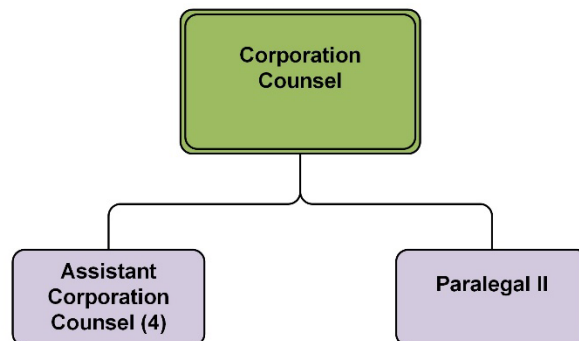 Corporation
Counsel
Assistant
Corporation
Counsel (4)
Paralegal II